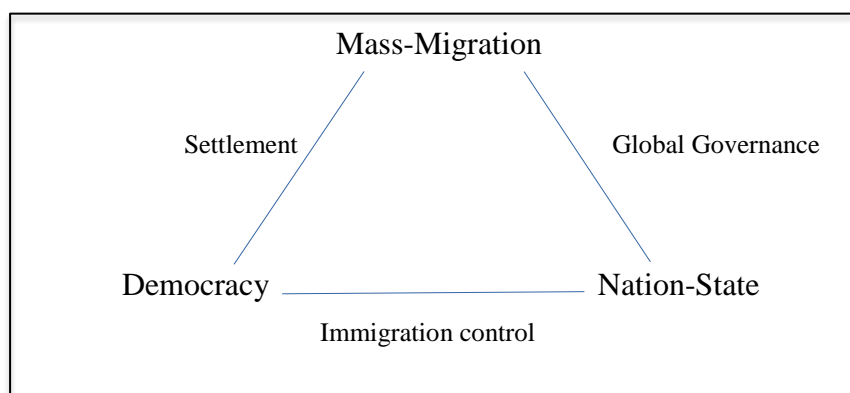 Mass-Migration
Settlement
Global Governance
Democracy
Nation-State
Immigration control